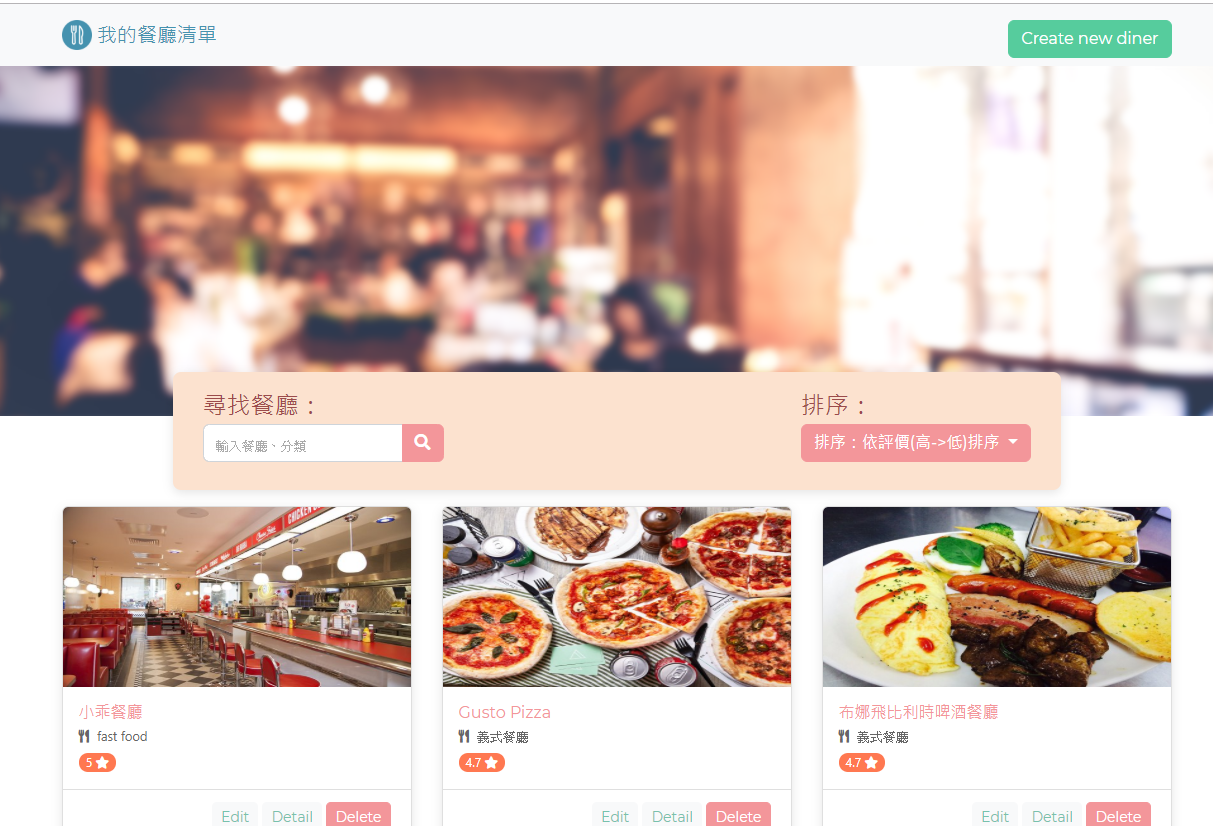 我的餐廳清單
Create new diner
尋找餐廳：
輸入餐廳、分類
排序：
排序：依評價(高->低)排序
小乖餐廳
fast food
5
Edit Detail Delete
Gusto Pizza
義式餐廳
4.7
Edit Detail Delete
布娜飛比利時啤酒餐廳
義式餐廳
4.7
Edit Detail Delete